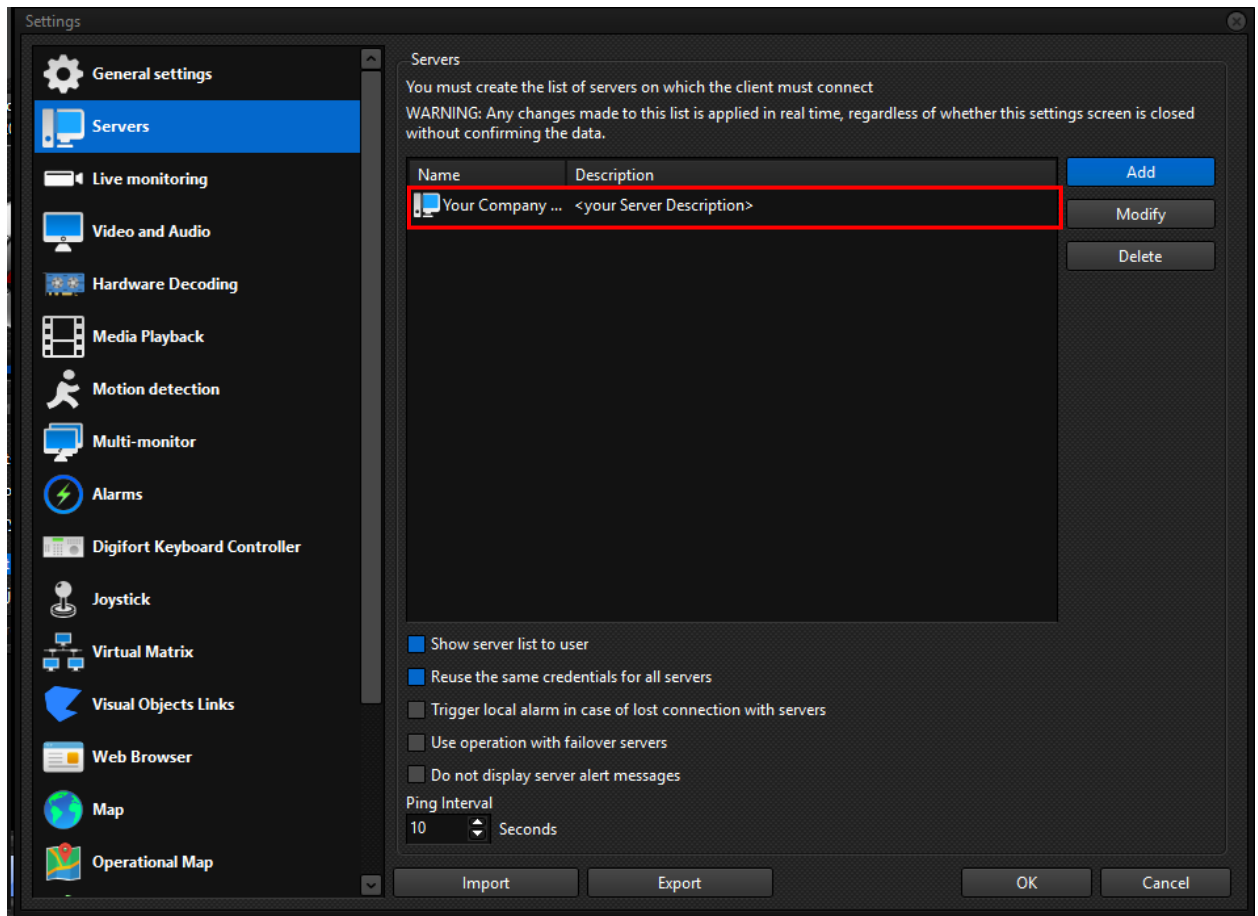 Settings
General settings
Servers
Live monitoring
Video and Audio
Hardware Decoding
Media Playback
Motion detection
Multi-monitor
Alarms
Digifort Keyboard Controller
Joystick
Virtual Matrix
Visual Objects Links
Web Browser
Map
Operational Map
Servers
You must create the list of servers on which the client must connect
WARNING: Any changes made to this list is applied in real time, regardless of whether this settings screen is closed
without confirming the data.
Name Description
Your Company ... <your Server Description>
Add
Modify
Delete
Show server list to user
Reuse the same credentials for all servers
Trigger local alarm in case of lost connection with servers
Use operation with failover servers
Do not display server alert messages
Ping Interval
10 Seconds
Import Export OK Cancel